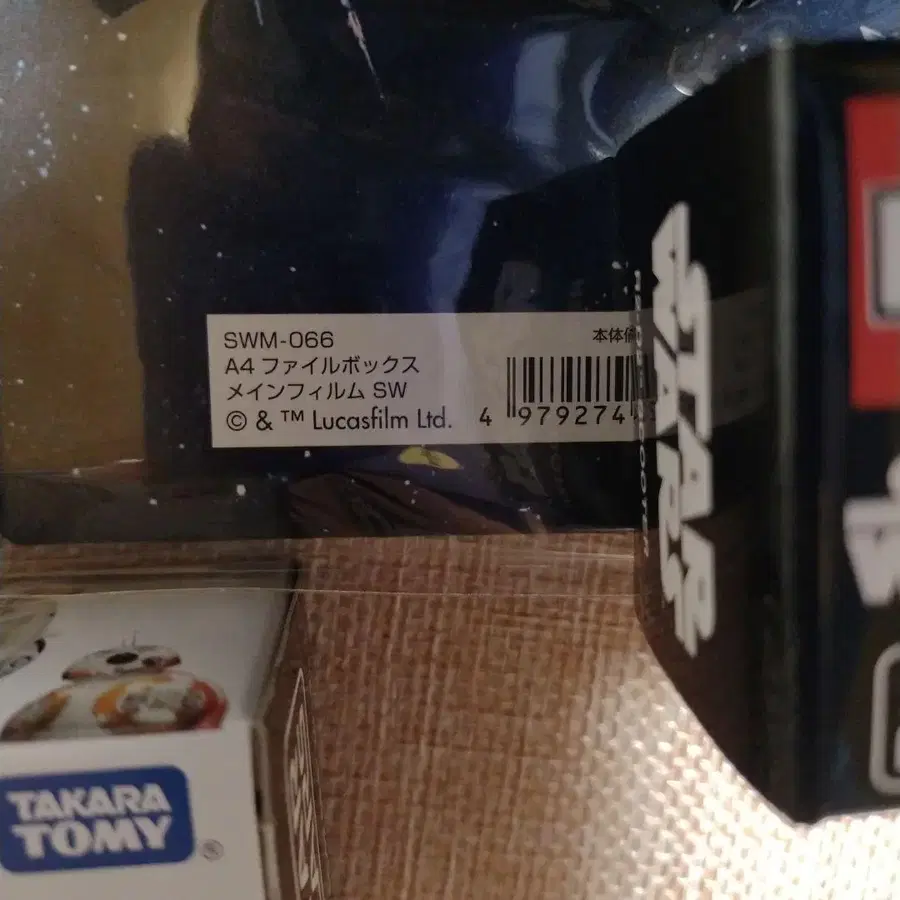 SWM-066
A4 ファイルボックス
メインフィルム SW
© & ™ Lucasfilm Ltd.
本体価
4 979274
STAR
WARS
TAKARA
TOMY®